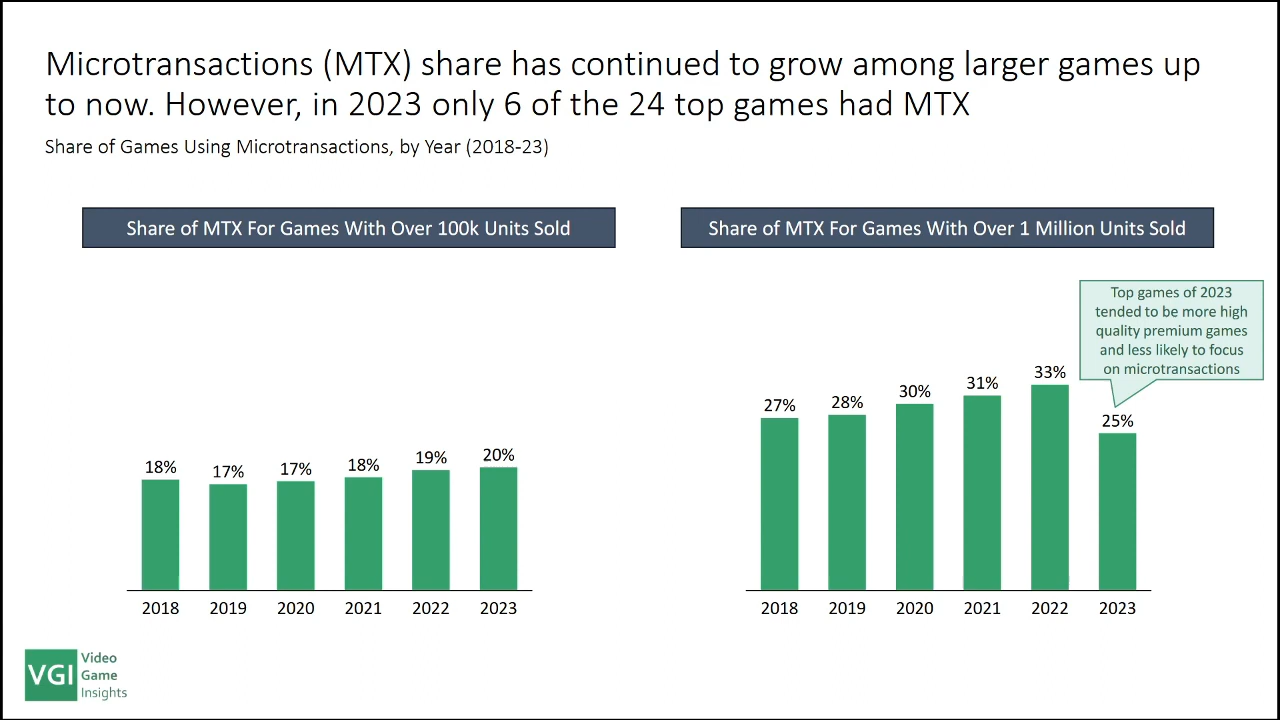 Microtransactions (MTX) share has continued to grow among larger games up
to now. However, in 2023 only 6 of the 24 top games had MTX
Share of Games Using Microtransactions, by Year (2018-23)
Share of MTX For Games With Over 100k Units Sold
18%
17%
17%
18%
19%
20%
2018
2019
2020
2021
2022
2023
Share of MTX For Games With Over 1 Million Units Sold
Top games of 2023
tended to be more high
quality premium games
and less likely to focus
on microtransactions
27%
28%
30%
31%
33%
25%
2018
2019
2020
2021
2022
2023
VGI
Video
Game
Insights